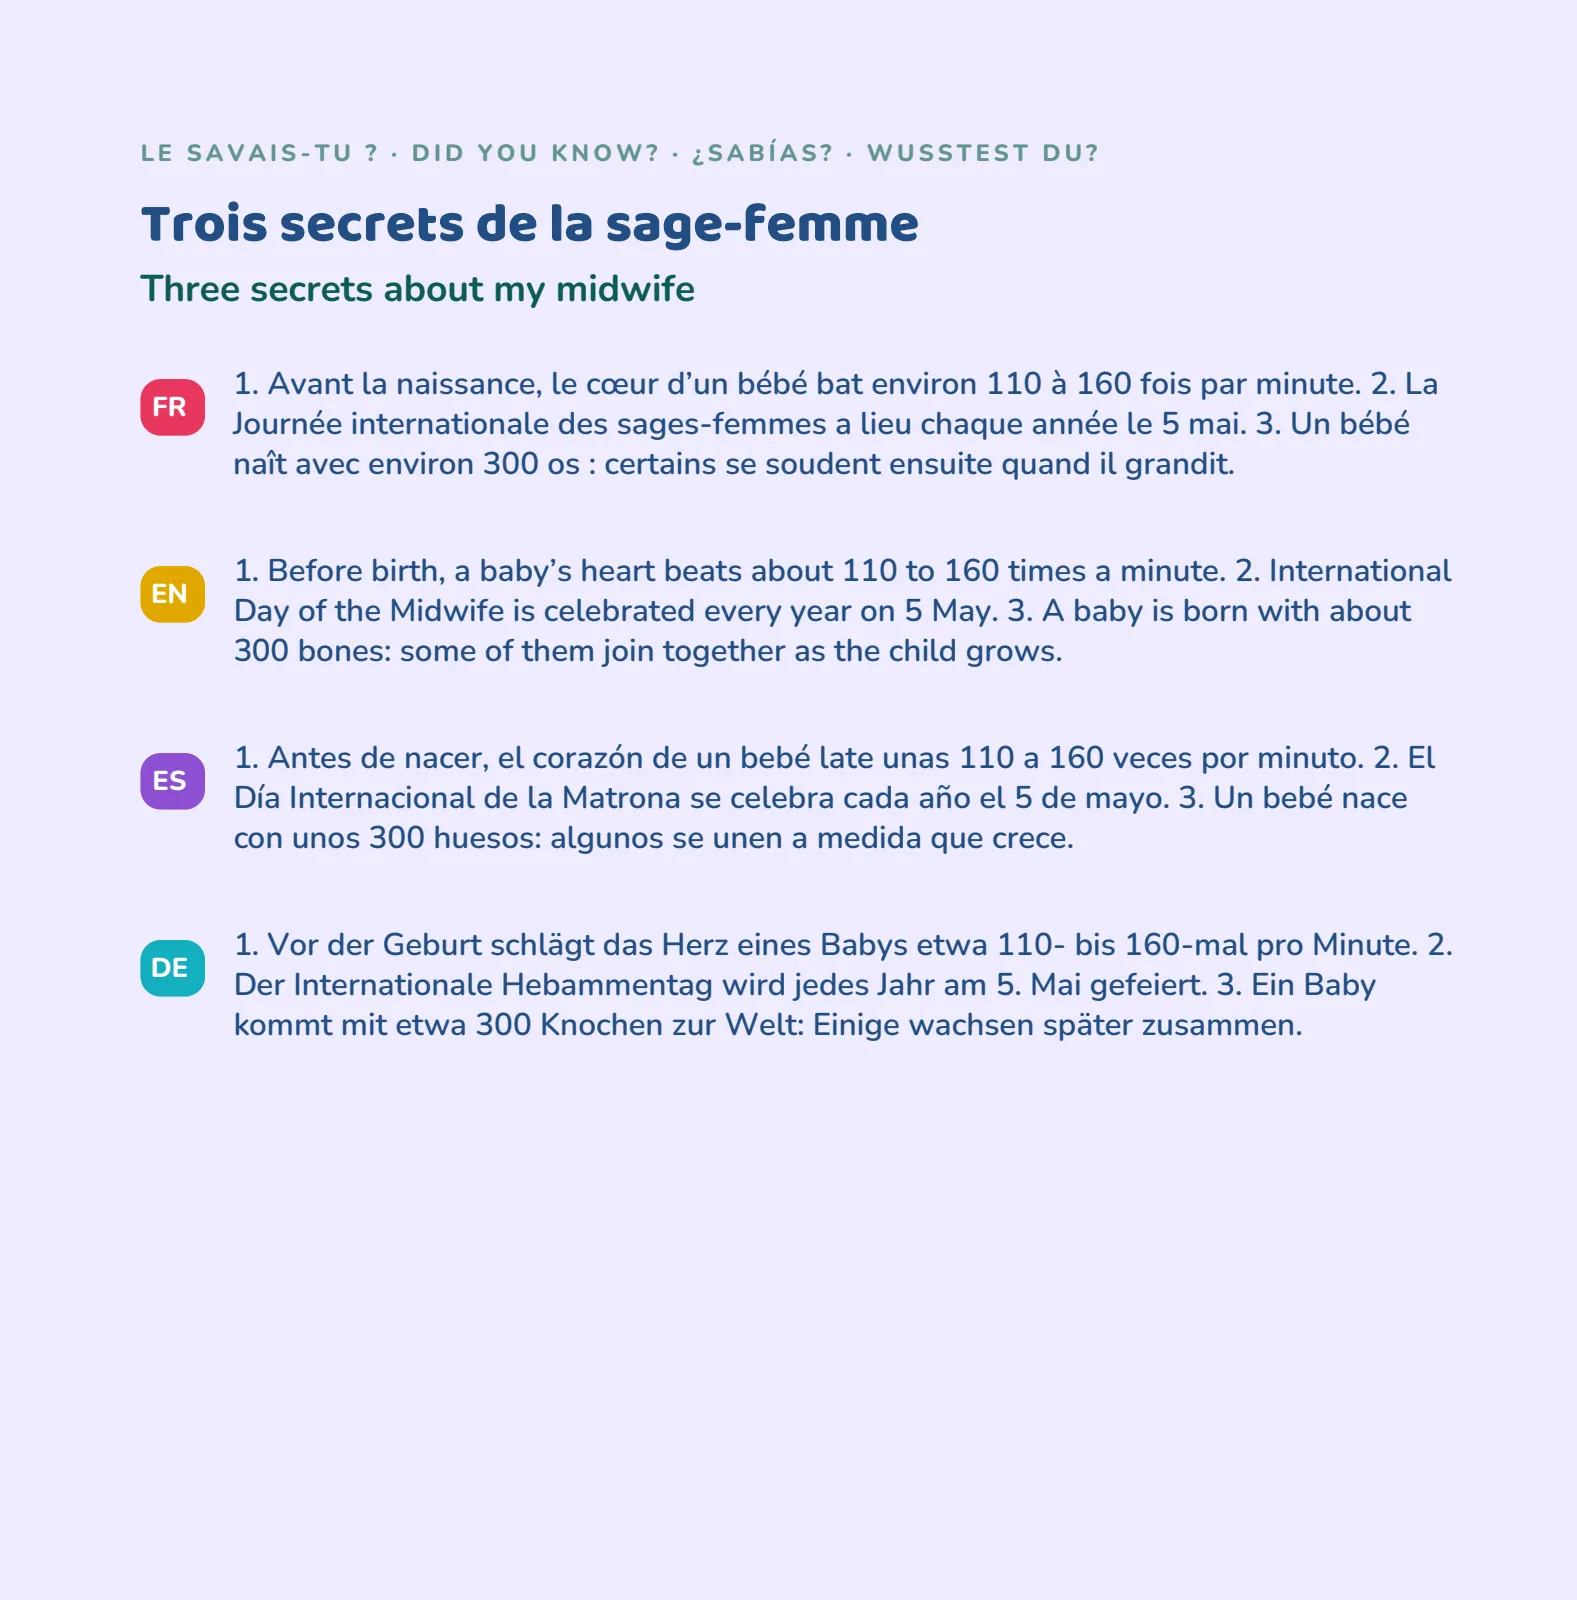 LE SAVAIS-TU ? · DID YOU KNOW? · ¿SABÍAS? · WUSSTEST DU?
Trois secrets de la sage-femme
Three secrets about my midwife
FR
1. Avant la naissance, le cœur d’un bébé bat environ 110 à 160 fois par minute. 2. La
Journée internationale des sages-femmes a lieu chaque année le 5 mai. 3. Un bébé
naît avec environ 300 os : certains se soudent ensuite quand il grandit.
EN
1. Before birth, a baby’s heart beats about 110 to 160 times a minute. 2. International
Day of the Midwife is celebrated every year on 5 May. 3. A baby is born with about
300 bones: some of them join together as the child grows.
ES
1. Antes de nacer, el corazón de un bebé late unas 110 a 160 veces por minuto. 2. El
Día Internacional de la Matrona se celebra cada año el 5 de mayo. 3. Un bebé nace
con unos 300 huesos: algunos se unen a medida que crece.
DE
1. Vor der Geburt schlägt das Herz eines Babys etwa 110- bis 160-mal pro Minute. 2.
Der Internationale Hebammentag wird jedes Jahr am 5. Mai gefeiert. 3. Ein Baby
kommt mit etwa 300 Knochen zur Welt: Einige wachsen später zusammen.